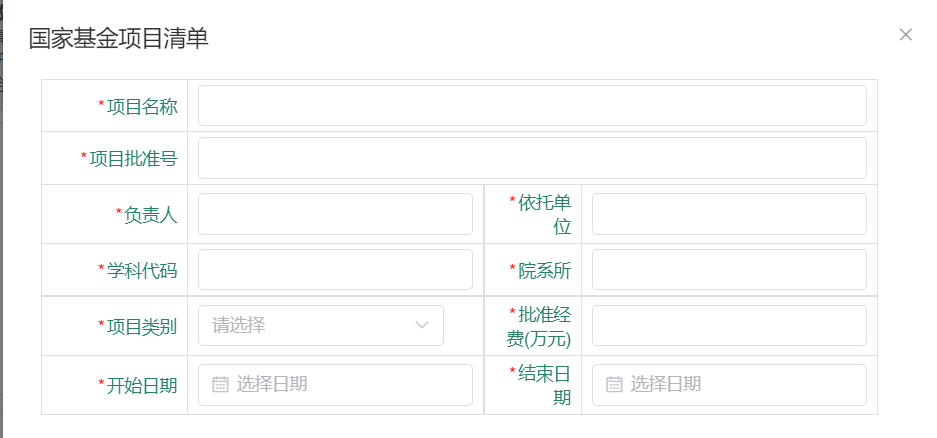 国家基金项目清单
*项目名称
*项目批准号
*负责人
*依托单
位
*学科代码
*院系所
*项目类别
请选择
*批准经
费(万元)
*开始日期
选择日期
*结束日
期
选择日期